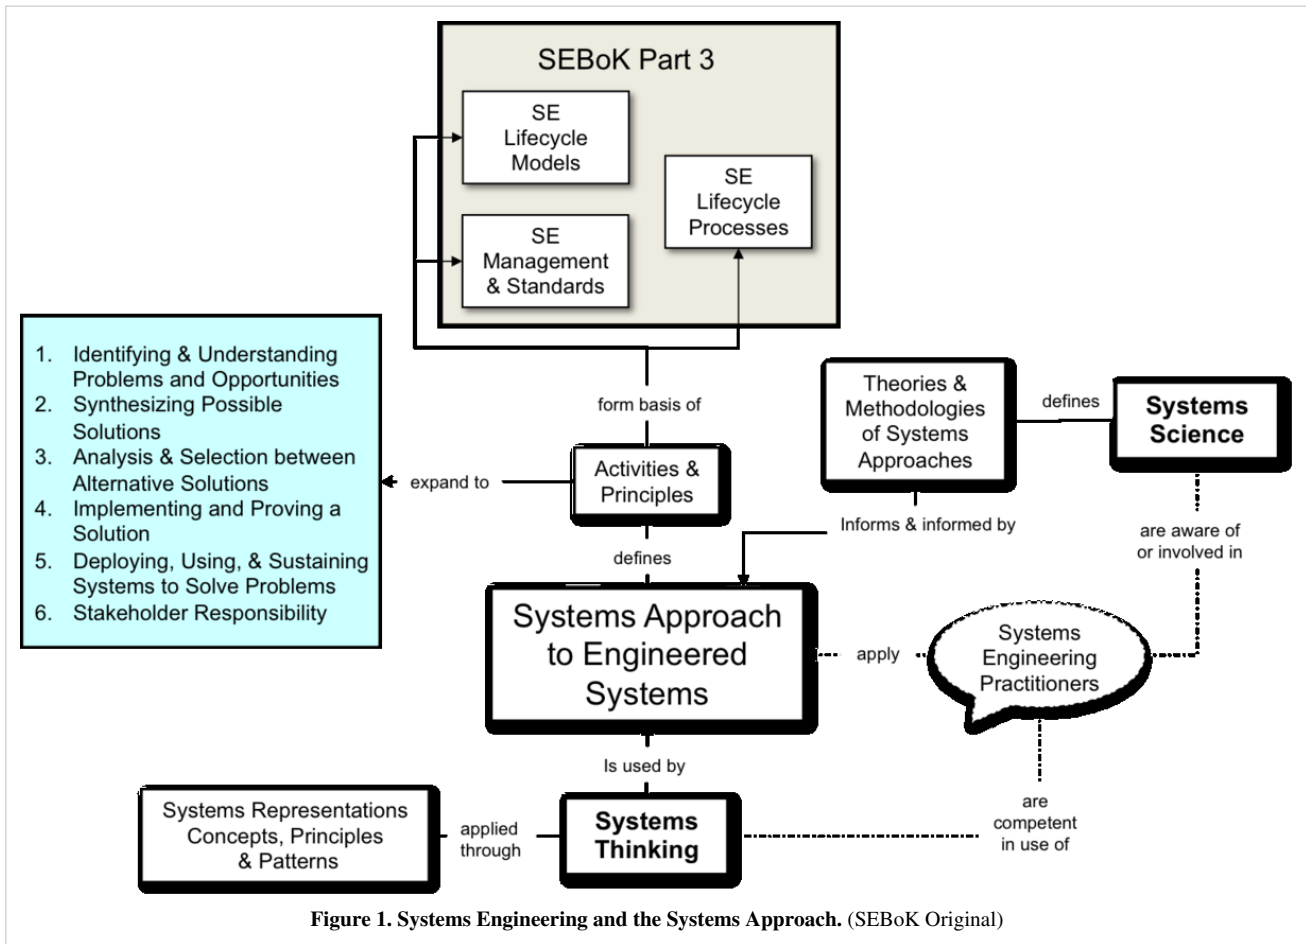 SEBoK Part 3
SE
Lifecycle
Models
SE
Lifecycle
Processes
SE
Management
& Standards
1. Identifying & Understanding
Problems and Opportunities
2. Synthesizing Possible
Solutions
3. Analysis & Selection between
Alternative Solutions
4. Implementing and Proving a
Solution
5. Deploying, Using, & Sustaining
Systems to Solve Problems
6. Stakeholder Responsibility
form basis of
expand to
Activities &
Principles
defines
Theories &
Methodologies
of Systems
Approaches
defines
Systems
Science
Informs & informed by
are aware of
or involved in
Systems Approach
to Engineered
Systems
apply
Systems
Engineering
Practitioners
Is used by
Systems Representations
Concepts, Principles
& Patterns
applied
through
Systems
Thinking
are
competent
in use of
Figure 1. Systems Engineering and the Systems Approach. (SEBoK Original)